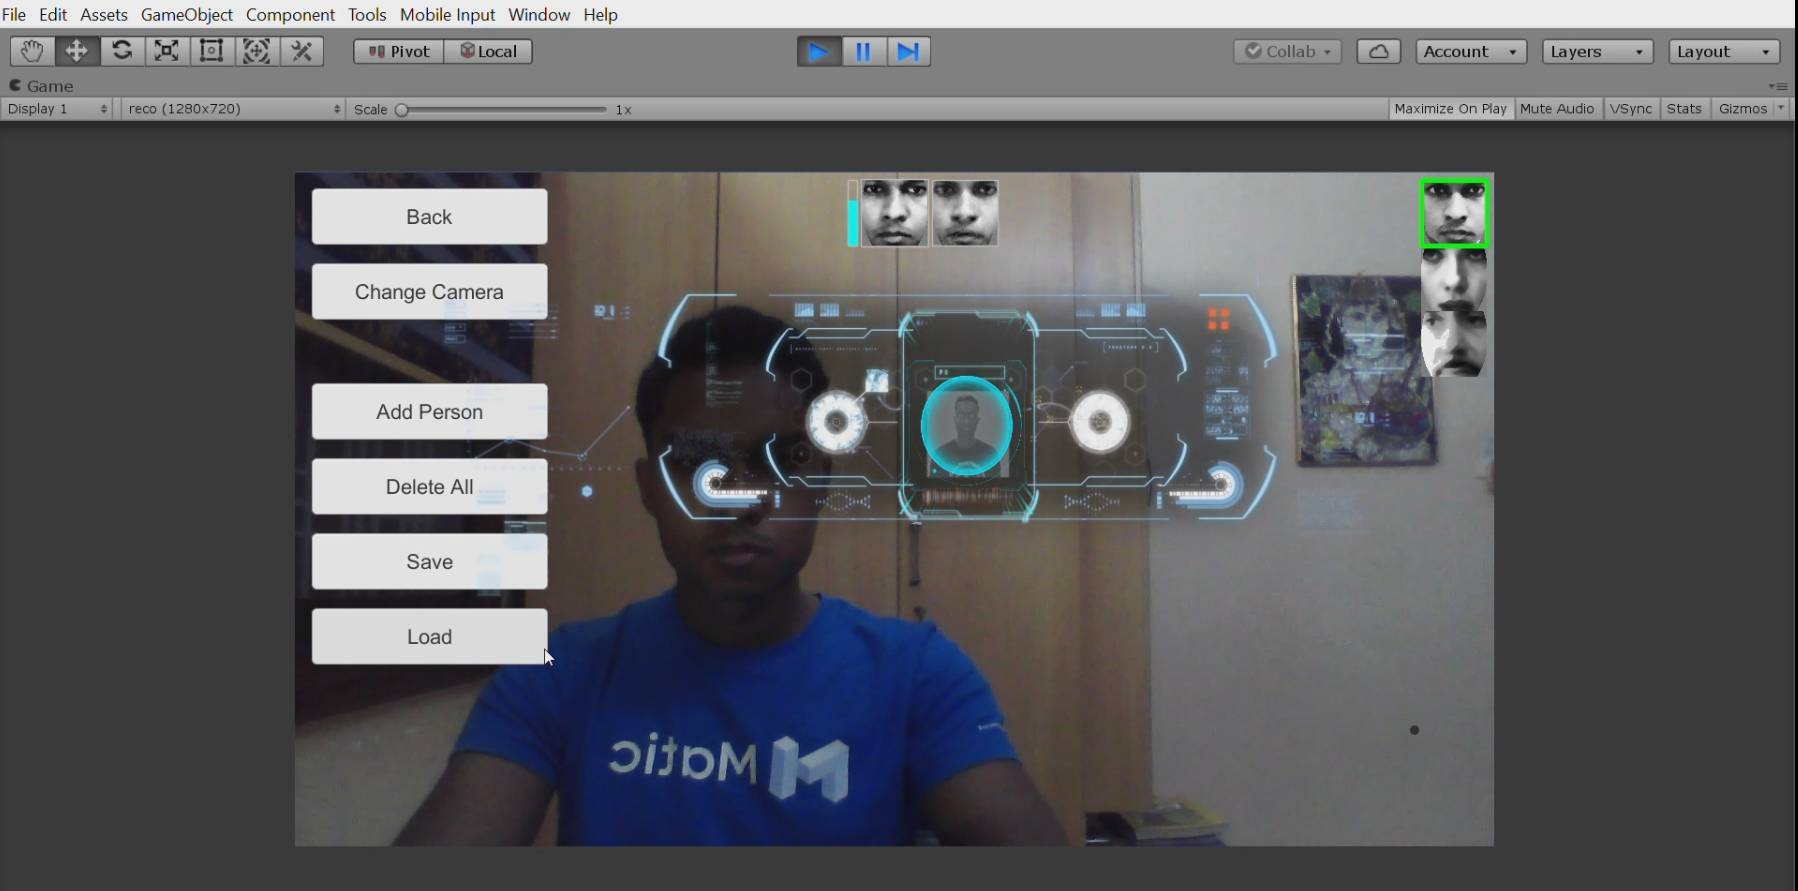 File Edit Assets GameObject Component Tools Mobile Input Window Help
Pivot Local Collab Account Layers Layout
Game
Display 1 reco (1280x720) Scale 1x Maximize On Play Mute Audio VSync Stats Gizmos
Back
Change Camera
Add Person
Delete All
Save
Load
Matic